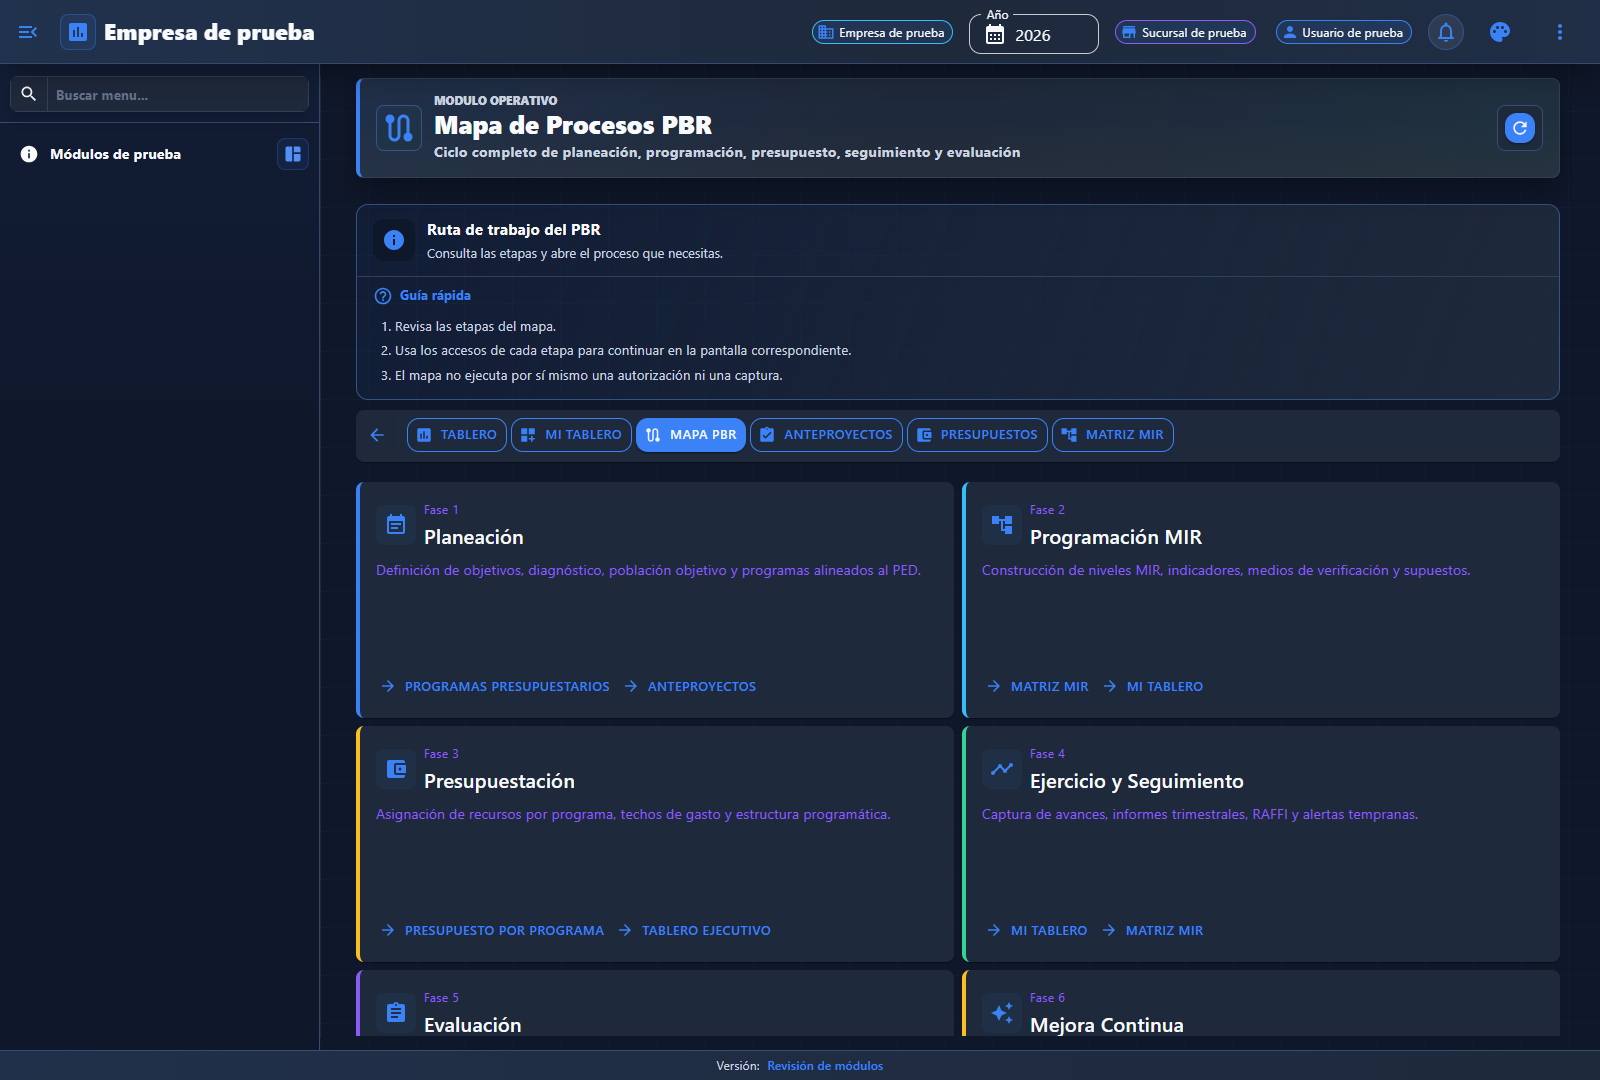 Empresa de prueba
Empresa de prueba
Año
2026
Sucursal de prueba
Usuario de prueba
Buscar menu...
Módulos de prueba
MODULO OPERATIVO
Mapa de Procesos PBR
Ciclo completo de planeación, programación, presupuesto, seguimiento y evaluación
Ruta de trabajo del PBR
Consulta las etapas y abre el proceso que necesitas.
Guía rápida
1. Revisa las etapas del mapa.
2. Usa los accesos de cada etapa para continuar en la pantalla correspondiente.
3. El mapa no ejecuta por sí mismo una autorización ni una captura.
TABLERO
MI TABLERO
MAPA PBR
ANTEPROYECTOS
PRESUPUESTOS
MATRIZ MIR
Fase 1
Planeación
Definición de objetivos, diagnóstico, población objetivo y programas alineados al PED.
PROGRAMAS PRESUPUESTARIOS
ANTEPROYECTOS
Fase 2
Programación MIR
Construcción de niveles MIR, indicadores, medios de verificación y supuestos.
MATRIZ MIR
MI TABLERO
Fase 3
Presupuestación
Asignación de recursos por programa, techos de gasto y estructura programática.
PRESUPUESTO POR PROGRAMA
TABLERO EJECUTIVO
Fase 4
Ejercicio y Seguimiento
Captura de avances, informes trimestrales, RAFFI y alertas tempranas.
MI TABLERO
MATRIZ MIR
Fase 5
Evaluación
Fase 6
Mejora Continua
Versión: Revisión de módulos